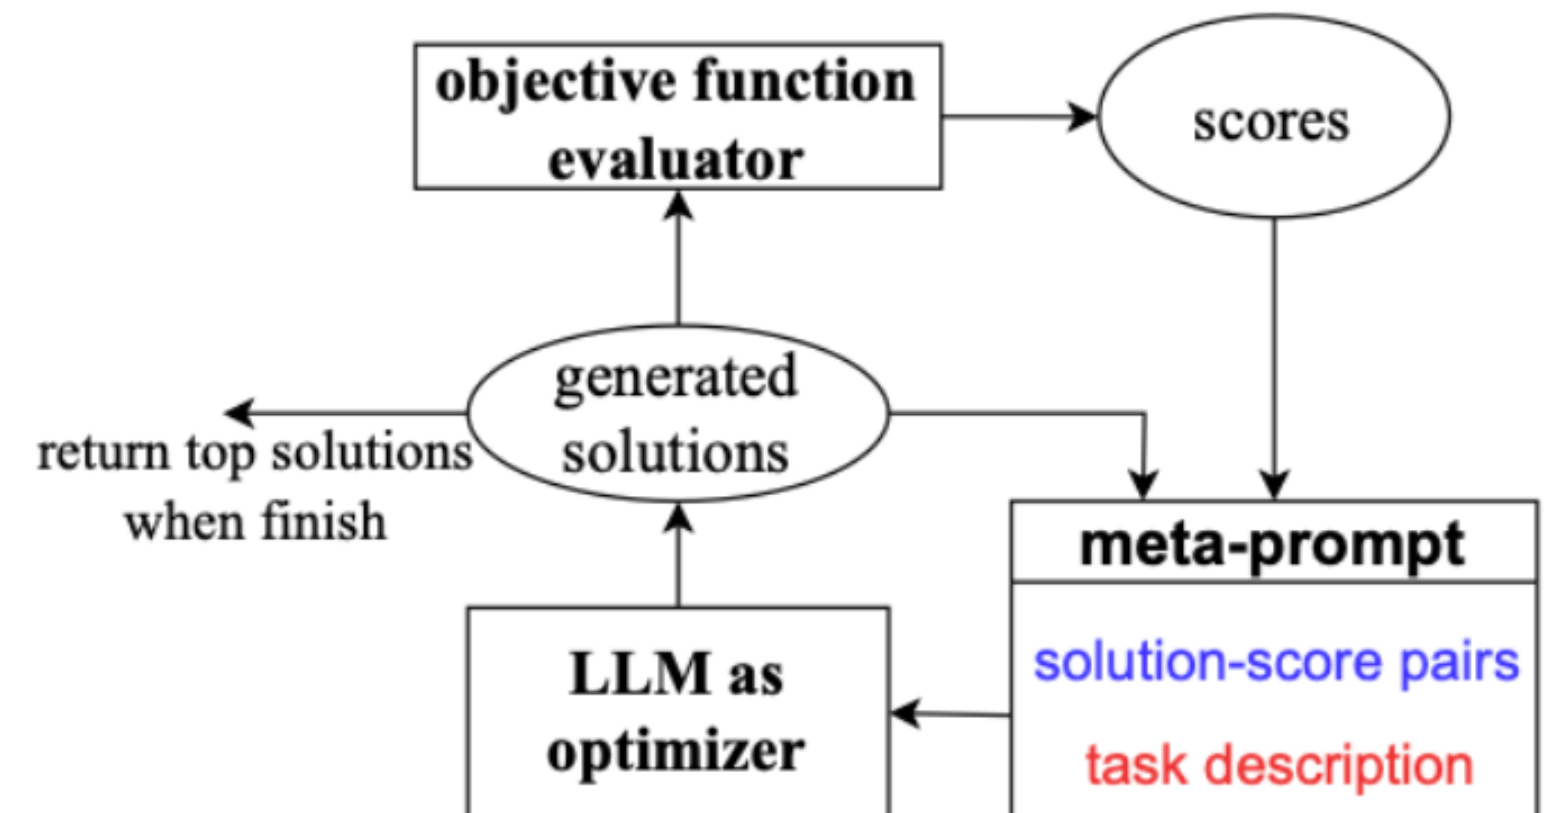 objective function
evaluator
scores
generated
solutions
return top solutions
when finish
meta-prompt
LLM as
optimizer
solution-score pairs
task description